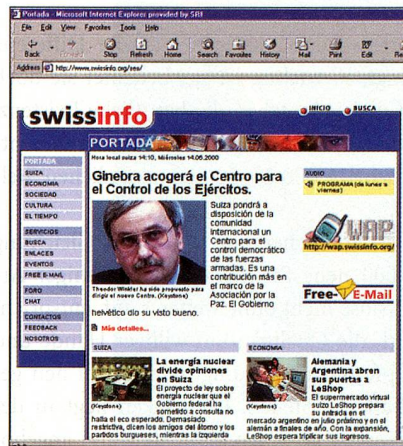 Portada - Microsoft Internet Explorer provided by SRI
File Edit View Favorites Tools Help
Back Stop Refresh Home Search Favorites History Mail Print Edit
Address http://www.swissinfo.org/ses/
swissinfo
INICIO BUSCA
PORTADA
PORTADA
SUIZA
ECONOMIA
SOCIEDAD
CULTURA
EL TIEMPO
SERVICIOS
BUSCA
ENLACES
EVENTOS
FREE E-MAIL
FORO
CHAT
CONTACTOS
FEEDBACK
NOSOTROS
Hora local suiza 14:10, Miércoles 14.06.2000
Ginebra acogerá el Centro para
el Control de los Ejércitos.
Suiza pondrá a
disposición de la
comunidad
internacional un
Centro para el
control democrático
de las fuerzas
armadas. Es una
contribución más en
el marco de la
Asociación por la
Paz. El Gobierno
helvético dio su visto bueno.
Theodor Winkler ha sido propuesto para
dirigir el nuevo Centro. (Keystone)
Más detalles...
AUDIO
PROGRAMA (de lunes a
viernes)
WAP
http://wap.swissinfo.org/
Free-E-Mail
SUIZA
La energía nuclear
divide opiniones
en Suiza
(Keystone)
El proyecto de ley sobre
energía nuclear que el
Gobierno federal ha
sometido a consulta no
halla el eco esperado. Demasiado
restrictiva, dicen los amigos del átomo y los
partidos burgueses, mientras la izquierda
ECONOMIA
Alemania y
Argentina abren
sus puertas a
LeShop
(Keystone)
El supermercado virtual
suizo LeShop prepara
su entrada en el
mercado argentino en julio próximo y en el
alemán a finales de año. Con la expansión,
LeShop espera triplicar sus ingresos.